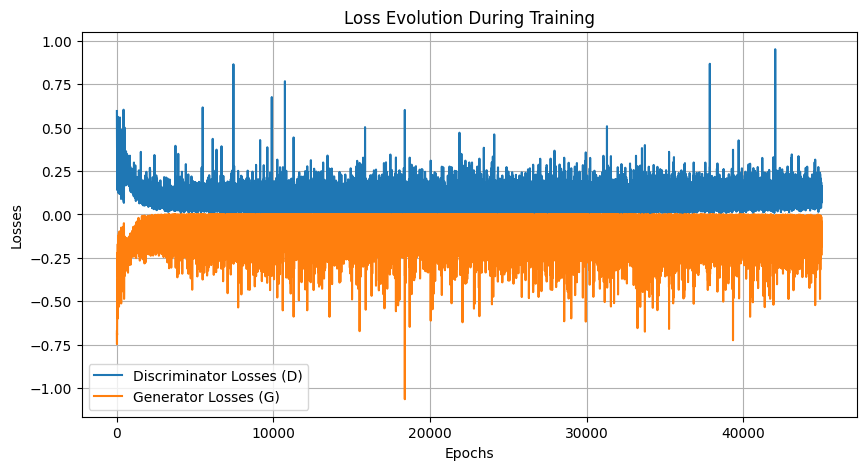 Loss Evolution During Training
Losses
1.00
0.75
0.50
0.25
0.00
−0.25
−0.50
−0.75
−1.00
Discriminator Losses (D)
Generator Losses (G)
0 10000 20000 30000 40000
Epochs